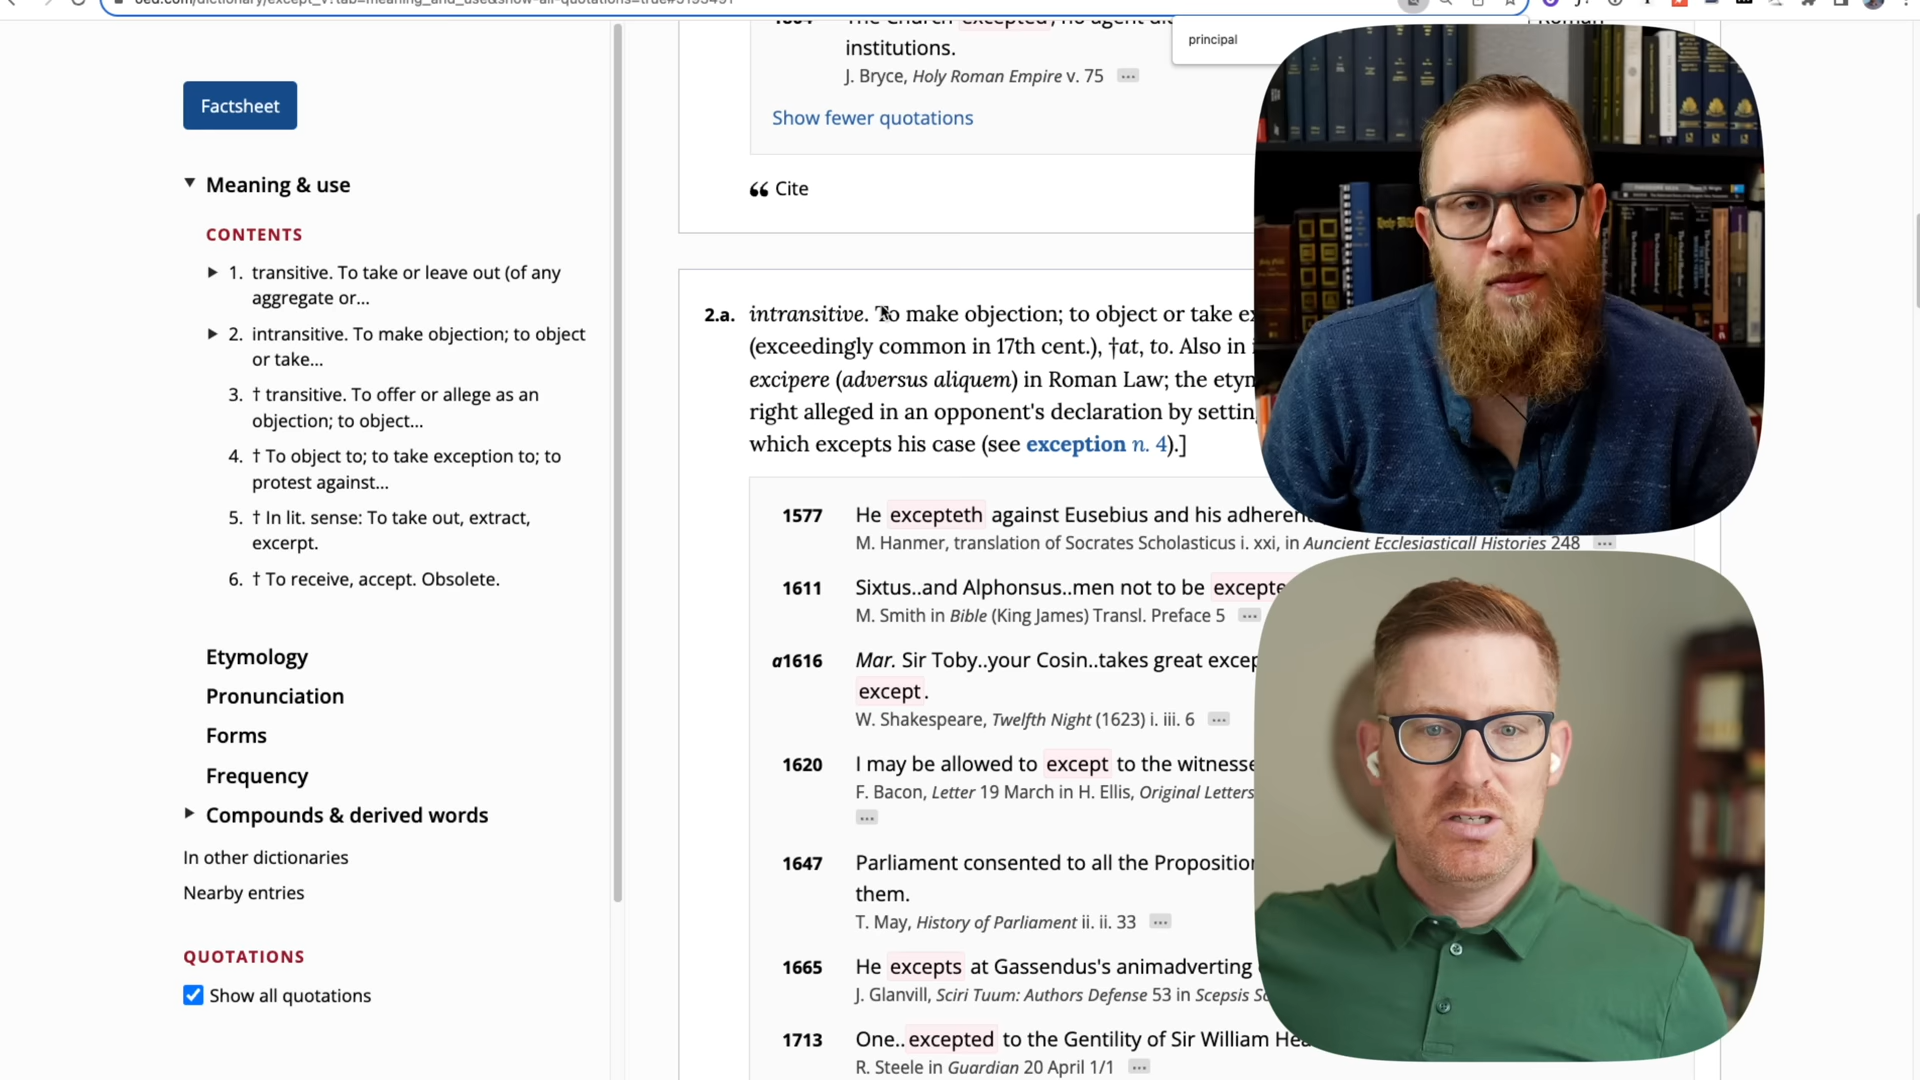 Factsheet
Meaning & use
CONTENTS
1. transitive. To take or leave out (of any
aggregate or...
2. intransitive. To make objection; to object
or take...
3. † transitive. To offer or allege as an
objection; to object...
4. † To object to; to take exception to; to
protest against...
5. † In lit. sense: To take out, extract,
excerpt.
6. † To receive, accept. Obsolete.
Etymology
Pronunciation
Forms
Frequency
Compounds & derived words
In other dictionaries
Nearby entries
QUOTATIONS
Show all quotations
principal
institutions.
J. Bryce, Holy Roman Empire v. 75
Show fewer quotations
Cite
2.a. intransitive. To make objection; to object or take
(exceedingly common in 17th cent.), †at, to. Also in
excipere (adversus aliquem) in Roman Law; the
right alleged in an opponent's declaration by
which excepts his case (see exception n. 4).]
1577 He excepteth against Eusebius and his
M. Hanmer, translation of Socrates Scholasticus i. xxi, in Auncient Ecclesiasticall Histories 248
1611 Sixtus..and Alphonsus..men not to be
M. Smith in Bible (King James) Transl. Preface 5
a1616 Mar. Sir Toby..your Cosin..takes great
except.
W. Shakespeare, Twelfth Night (1623) i. iii. 6
1620 I may be allowed to except to the
F. Bacon, Letter 19 March in H. Ellis, Original Letters
1647 Parliament consented to all the
them.
T. May, History of Parliament ii. ii. 33
1665 He excepts at Gassendus's animadverting
J. Glanvill, Sciri Tuum: Authors Defense 53 in Scepsis
1713 One..excepted to the Gentility of Sir William
R. Steele in Guardian 20 April 1/1